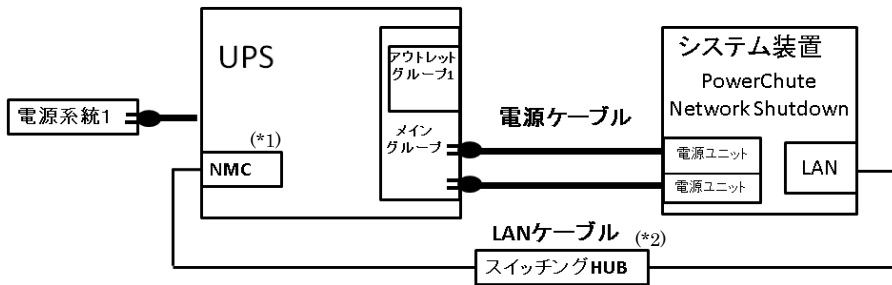 UPS
アウトレット
グループ1
電源系統1
(*1)
NMC
メイン
グループ
電源ケーブル
システム装置
PowerChute
Network Shutdown
電源ユニット
電源ユニット
LAN
LANケーブル
(*2)
スイッチングHUB